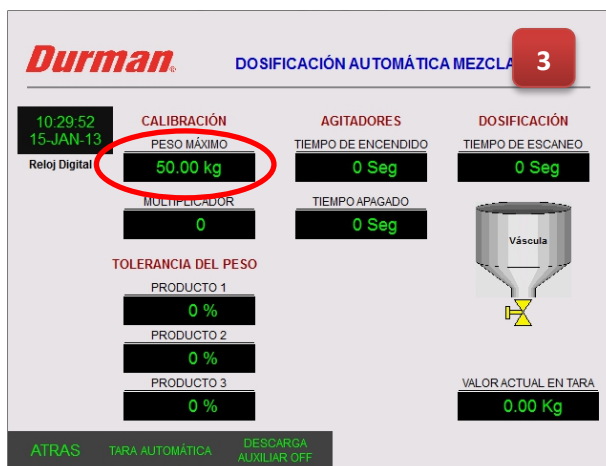 Durman®
DOSIFICACIÓN AUTOMÁTICA MEZCLA
3
10:29:52
15-JAN-13
Reloj Digital
CALIBRACIÓN
PESO MÁXIMO
50.00 kg
MULTIPLICADOR
0
TOLERANCIA DEL PESO
PRODUCTO 1
0 %
PRODUCTO 2
0 %
PRODUCTO 3
0 %
AGITADORES
TIEMPO DE ENCENDIDO
0 Seg
TIEMPO APAGADO
0 Seg
DOSIFICACIÓN
TIEMPO DE ESCANEO
0 Seg
Váscula
VALOR ACTUAL EN TARA
0.00 Kg
ATRAS
TARA AUTOMÁTICA
DESCARGA
AUXILIAR OFF